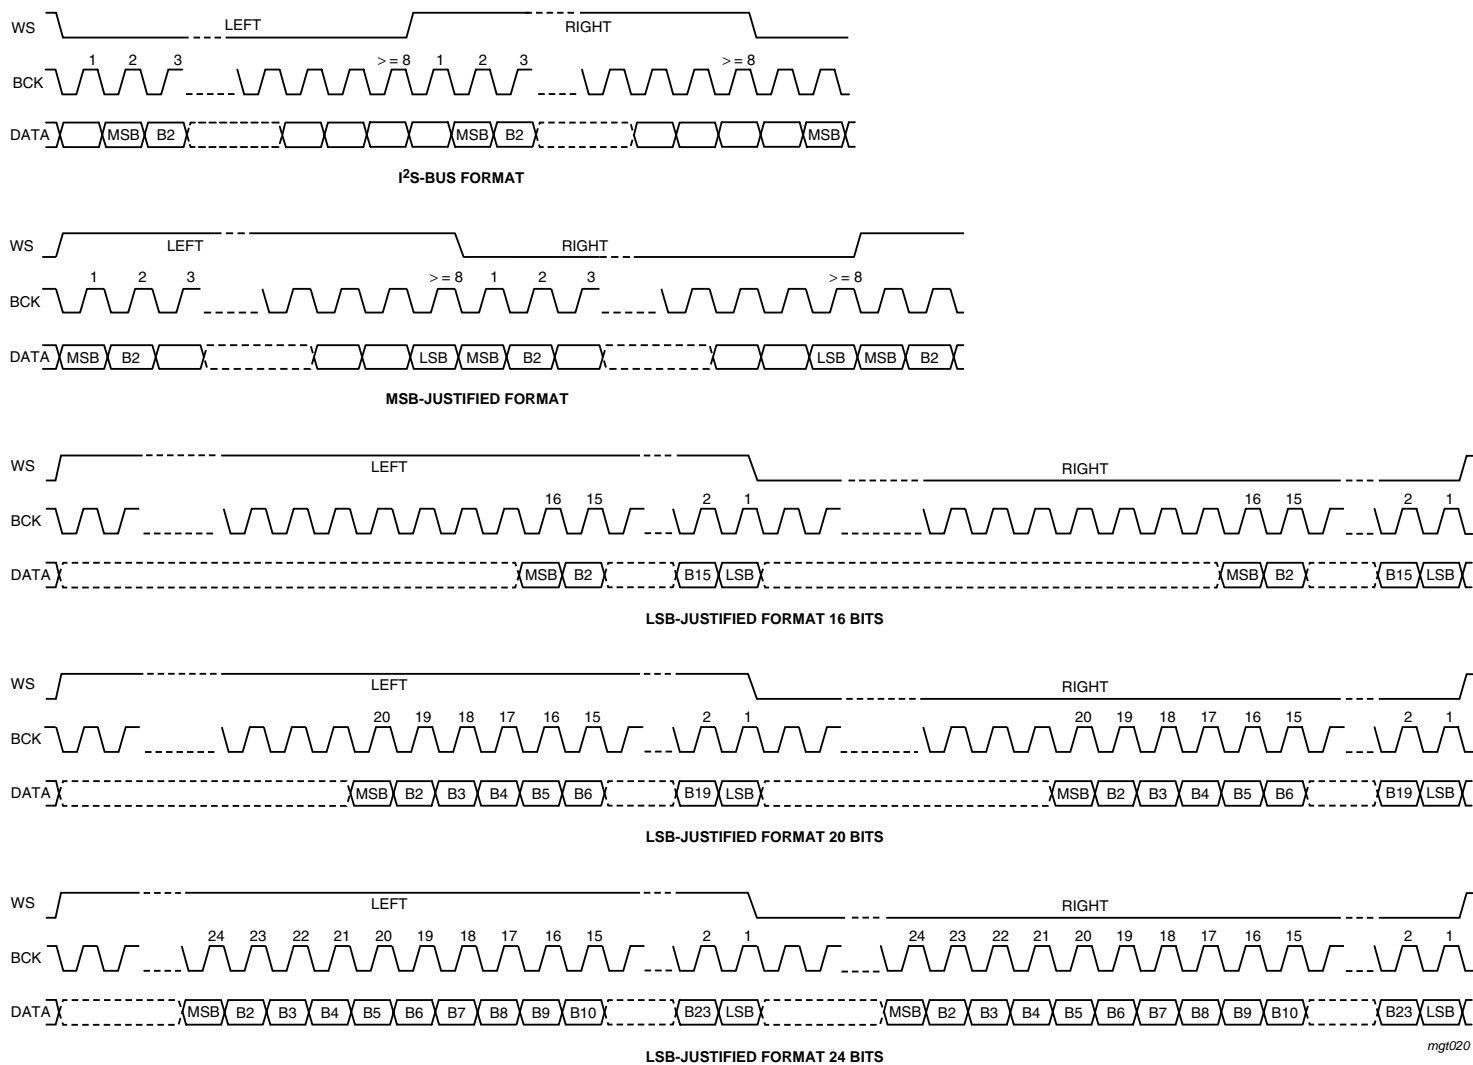 WS LEFT RIGHT
BCK 1 2 3 >=8 1 2 3 >=8
DATA MSB B2 MSB B2 MSB
I²S-BUS FORMAT
WS LEFT RIGHT
BCK 1 2 3 >=8 1 2 3 >=8
DATA MSB B2 LSB MSB B2 LSB MSB B2
MSB-JUSTIFIED FORMAT
WS LEFT RIGHT
BCK 16 15 2 1 16 15 2 1
DATA MSB B2 B15 LSB MSB B2 B15 LSB
LSB-JUSTIFIED FORMAT 16 BITS
WS LEFT RIGHT
BCK 20 19 18 17 16 15 2 1 20 19 18 17 16 15 2 1
DATA MSB B2 B3 B4 B5 B6 B19 LSB MSB B2 B3 B4 B5 B6 B19 LSB
LSB-JUSTIFIED FORMAT 20 BITS
WS LEFT RIGHT
BCK 24 23 22 21 20 19 18 17 16 15 2 1 24 23 22 21 20 19 18 17 16 15 2 1
DATA MSB B2 B3 B4 B5 B6 B7 B8 B9 B10 B23 LSB MSB B2 B3 B4 B5 B6 B7 B8 B9 B10 B23 LSB
LSB-JUSTIFIED FORMAT 24 BITS
mgt020